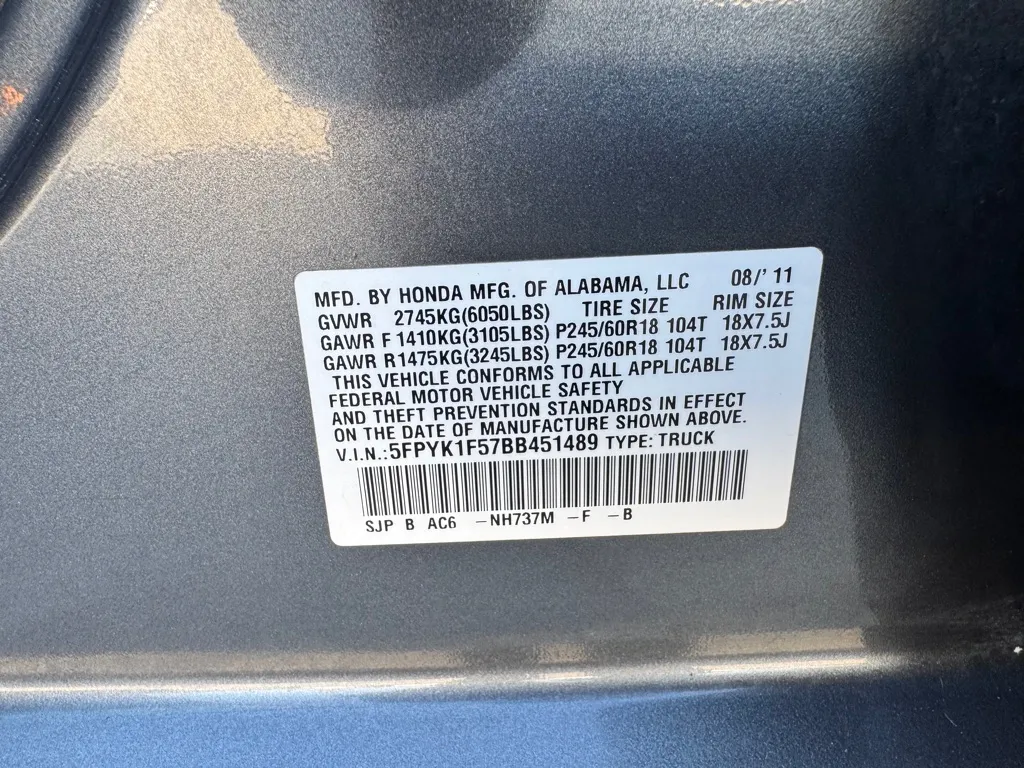 MFD. BY HONDA MFG. OF ALABAMA, LLC 08/' 11
GVWR 2745KG(6050LBS) TIRE SIZE RIM SIZE
GAWR F 1410KG(3105LBS) P245/60R18 104T 18X7.5J
GAWR R1475KG(3245LBS) P245/60R18 104T 18X7.5J
THIS VEHICLE CONFORMS TO ALL APPLICABLE
FEDERAL MOTOR VEHICLE SAFETY
AND THEFT PREVENTION STANDARDS IN EFFECT
ON THE DATE OF MANUFACTURE SHOWN ABOVE.
V.I.N.:5FPYK1F57BB451489 TYPE: TRUCK
SJP B AC6 -NH737M -F -B